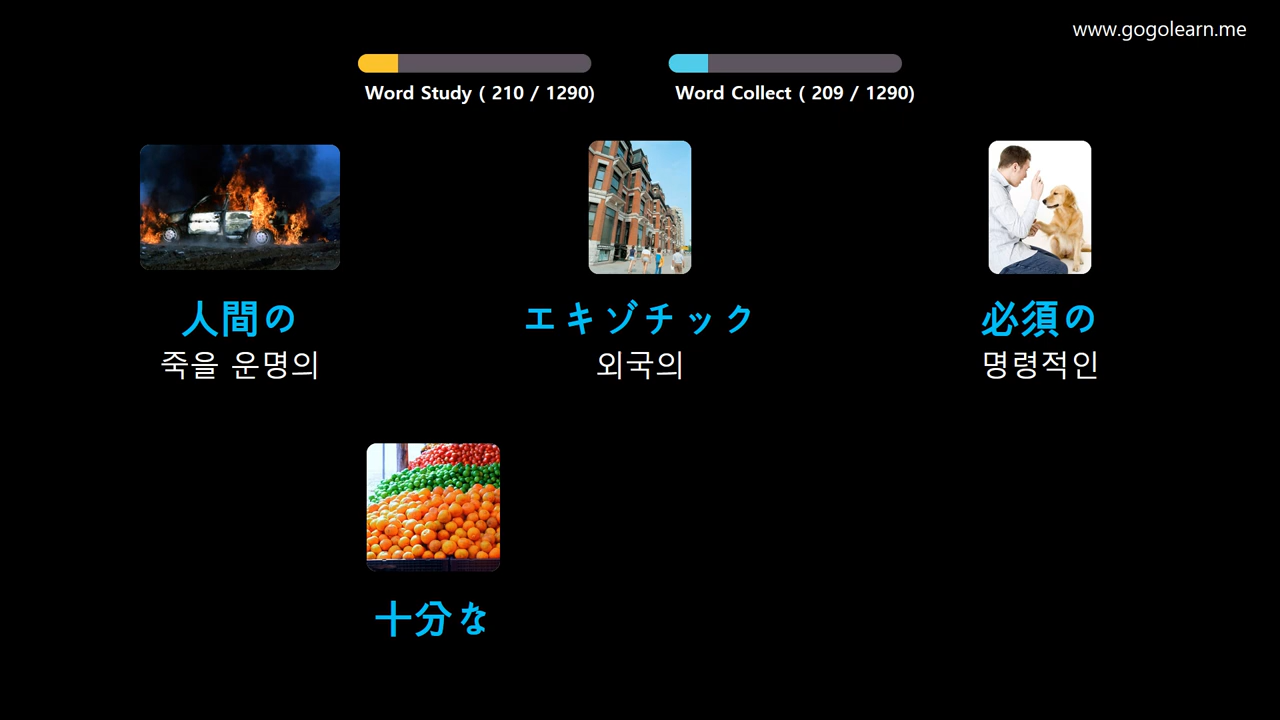 www.gogolearn.me
Word Study ( 210 / 1290)
Word Collect ( 209 / 1290)
人間の
죽을 운명의
エキゾチック
외국의
必須の
명령적인
十分な